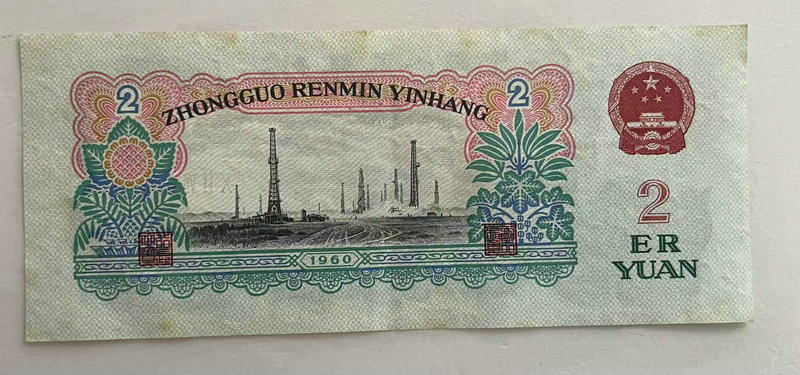 2
ZHONGGUO RENMIN YINHANG
2
1960
2
ER
YUAN